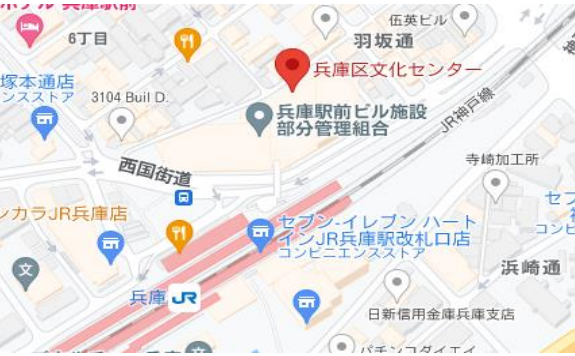 ホテル 兵庫駅前
6丁目
伍英ビル
羽坂通
兵庫区文化センター
塚本通店
ンスストア
3104 Buil D.
兵庫駅前ビル施設
部分管理組合
JR神戸線
西国街道
寺崎加工所
ンカラJR兵庫店
セブン-イレブン ハート
インJR兵庫駅改札口店
コンビニエンスストア
セブ
コンビ
浜崎通
兵庫 JR
日新信用金庫兵庫支店
パチンコダイエイ